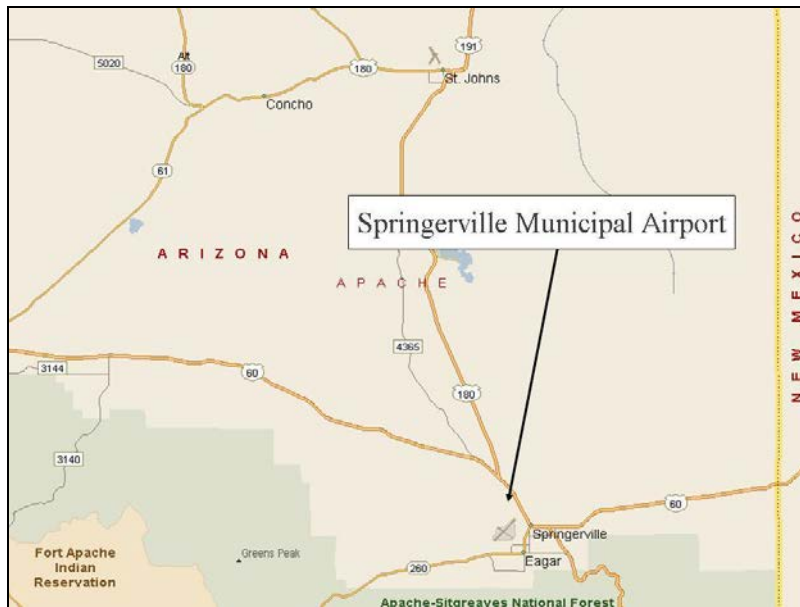 191
5020
Alt
180
180
St. Johns
Concho
61
Springerville Municipal Airport
ARIZONA
APACHE
NEW MEXICO
4365
3144
60
180
3140
60
Springerville
Fort Apache
Indian
Reservation
Greens Peak
260
Eagar
Apache-Sitgreaves National Forest